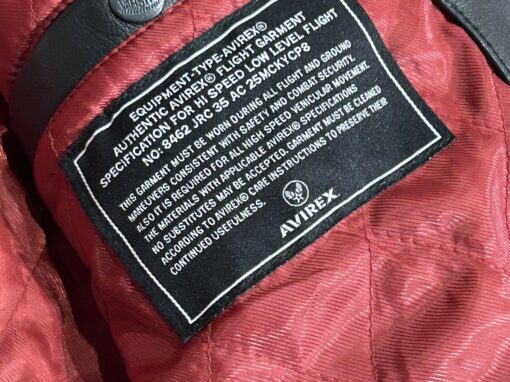 EQUIPMENT-TYPE-AVIREX®
AUTHENTIC AVIREX® FLIGHT GARMENT
SPECIFICATION FOR HI SPEED LOW LEVEL FLIGHT
NO: 8462 JRC 35 AC 25MCKYCP8
THIS GARMENT MUST BE WORN DURING ALL FLIGHT AND GROUND
MANEUVERS CONSISTENT WITH SAFETY AND COMBAT SECURITY.
ALSO IT IS REQUIRED FOR ALL HIGH SPEED VEHICULAR MOVEMENT.
THE MATERIALS WITH APPLICABLE AVIREX® SPECIFICATIONS
NO SUBSTITUTES MAY BE ACCEPTED. GARMENT MUST BE CLEANED
ACCORDING TO AVIREX® CARE INSTRUCTIONS TO PRESERVE THEIR
CONTINUED USEFULNESS.
AVIREX